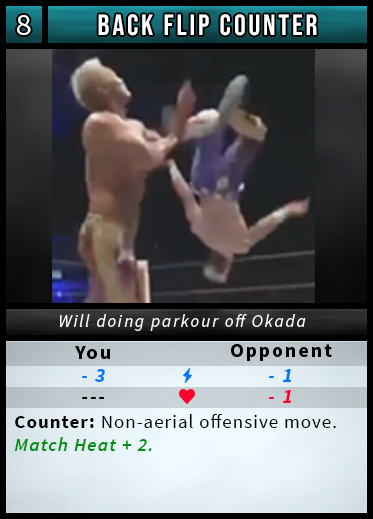 8 BACK FLIP COUNTER
Will doing parkour off Okada
You Opponent
- 3 - 1
--- - 1
Counter: Non-aerial offensive move.
Match Heat + 2.